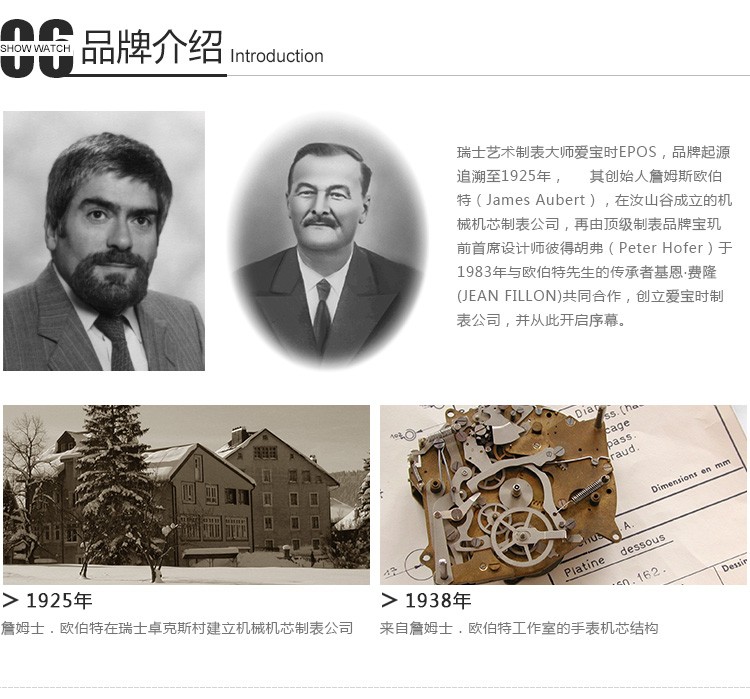 06
SHOW WATCH
品牌介绍 Introduction
瑞士艺术制表大师爱宝时EPOS，品牌起源
追溯至1925年， 其创始人詹姆斯欧伯
特（James Aubert），在汝山谷成立的机
械机芯制表公司，再由顶级制表品牌宝玑
前首席设计师彼得胡弗（Peter Hofer）于
1983年与欧伯特先生的传承者基恩·费隆
(JEAN FILLON)共同合作，创立爱宝时制
表公司，并从此开启序幕。
Dimensions en mm
Platine dessous
> 1925年
詹姆士．欧伯特在瑞士卓克斯村建立机械机芯制表公司
> 1938年
来自詹姆士．欧伯特工作室的手表机芯结构